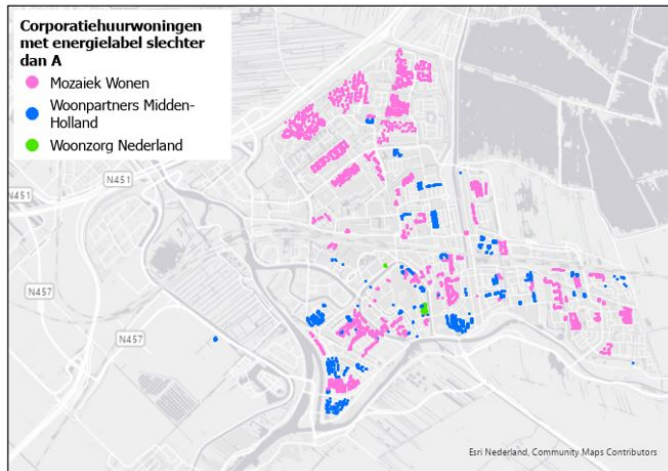 Corporatiehuurwoningen
met energielabel slechter
dan A
Mozaiek Wonen
Woonpartners Midden-
Holland
Woonzorg Nederland
N451
N451
N457
N457
Esri Nederland, Community Maps Contributors